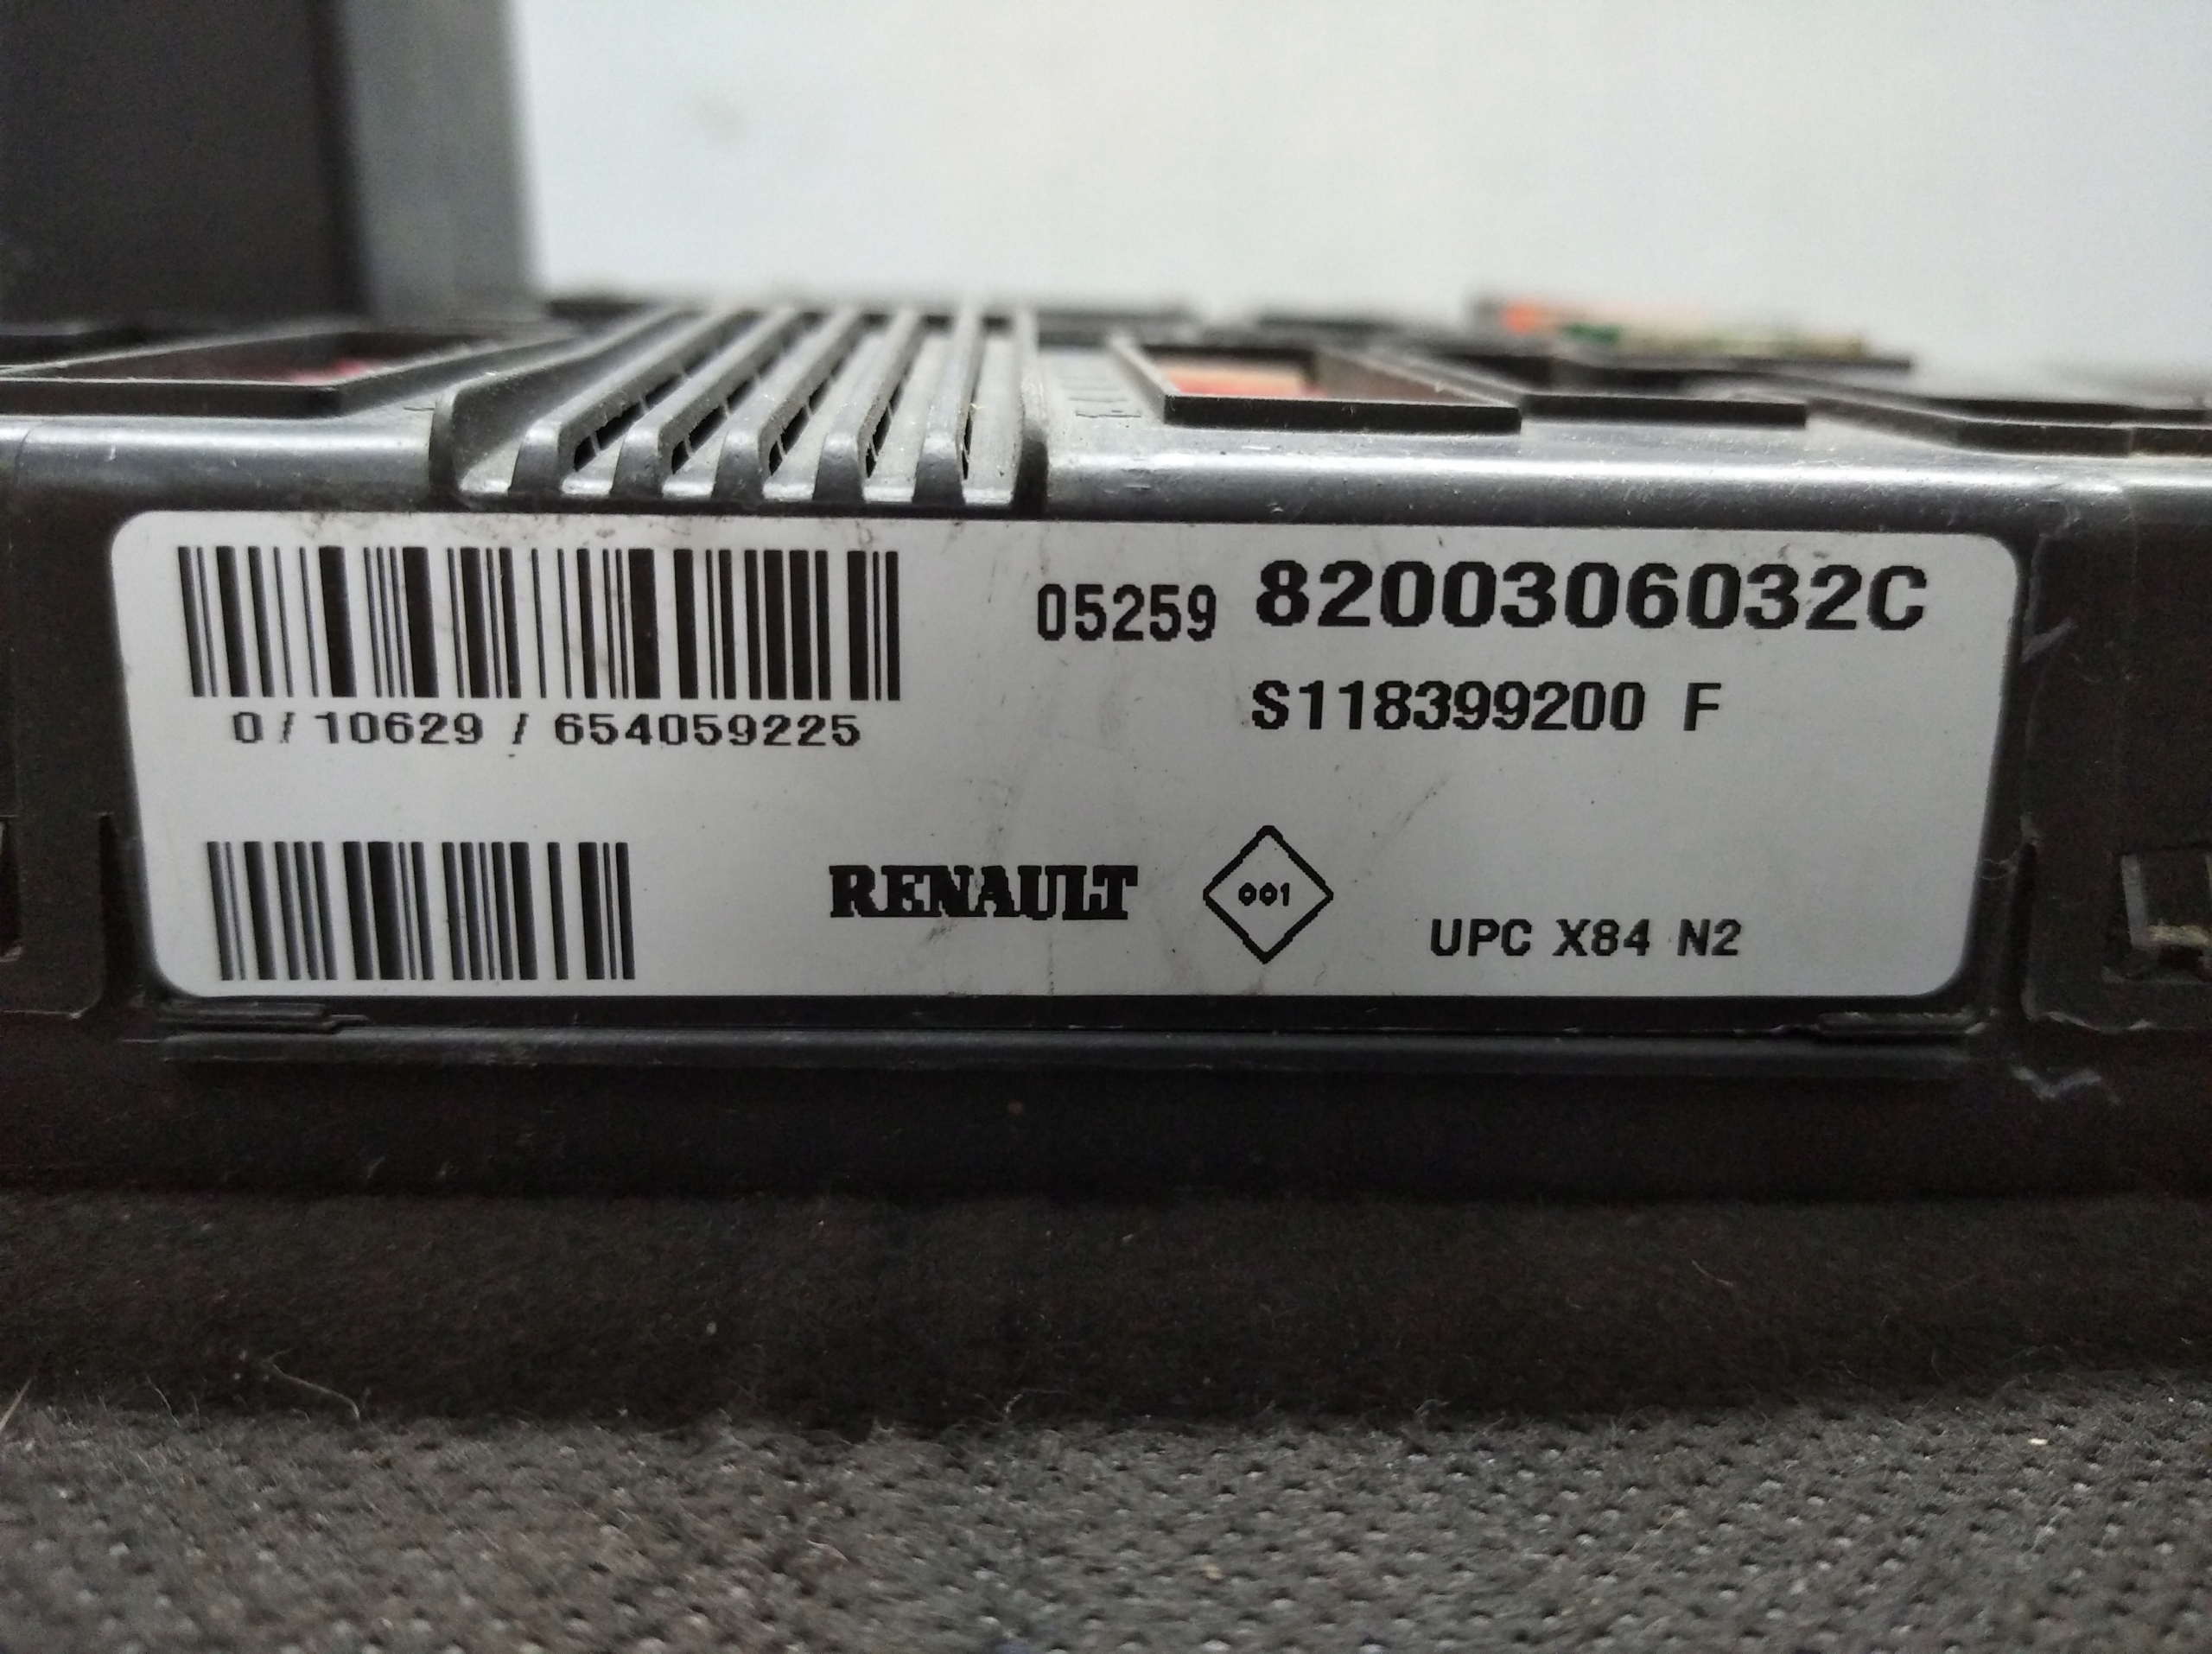 05259 8200306032C
S118399200 F
0 / 10629 / 654059225
RENAULT 001 UPC X84 N2